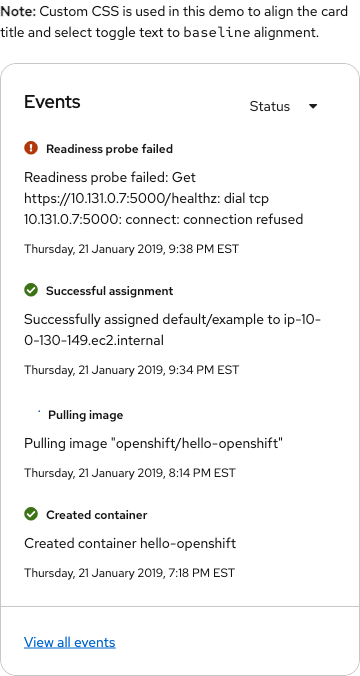 Note: Custom CSS is used in this demo to align the card
title and select toggle text to baseline alignment.
Events
Status
Readiness probe failed
Readiness probe failed: Get
https://10.131.0.7:5000/healthz: dial tcp
10.131.0.7:5000: connect: connection refused
Thursday, 21 January 2019, 9:38 PM EST
Successful assignment
Successfully assigned default/example to ip-10-
0-130-149.ec2.internal
Thursday, 21 January 2019, 9:34 PM EST
Pulling image
Pulling image "openshift/hello-openshift"
Thursday, 21 January 2019, 8:14 PM EST
Created container
Created container hello-openshift
Thursday, 21 January 2019, 7:18 PM EST
View all events